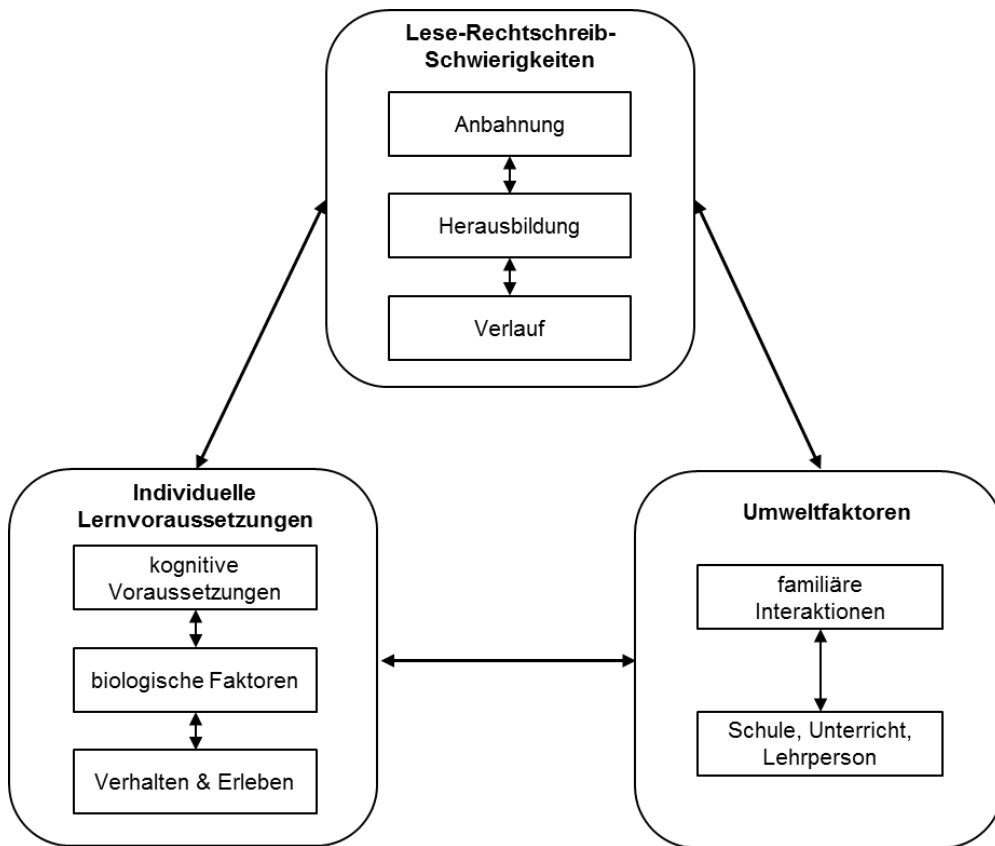 Lese-Rechtschreib-
Schwierigkeiten
Anbahnung
Herausbildung
Verlauf
Individuelle
Lernvoraussetzungen
kognitive
Voraussetzungen
biologische Faktoren
Verhalten & Erleben
Umweltfaktoren
familiäre
Interaktionen
Schule, Unterricht,
Lehrperson